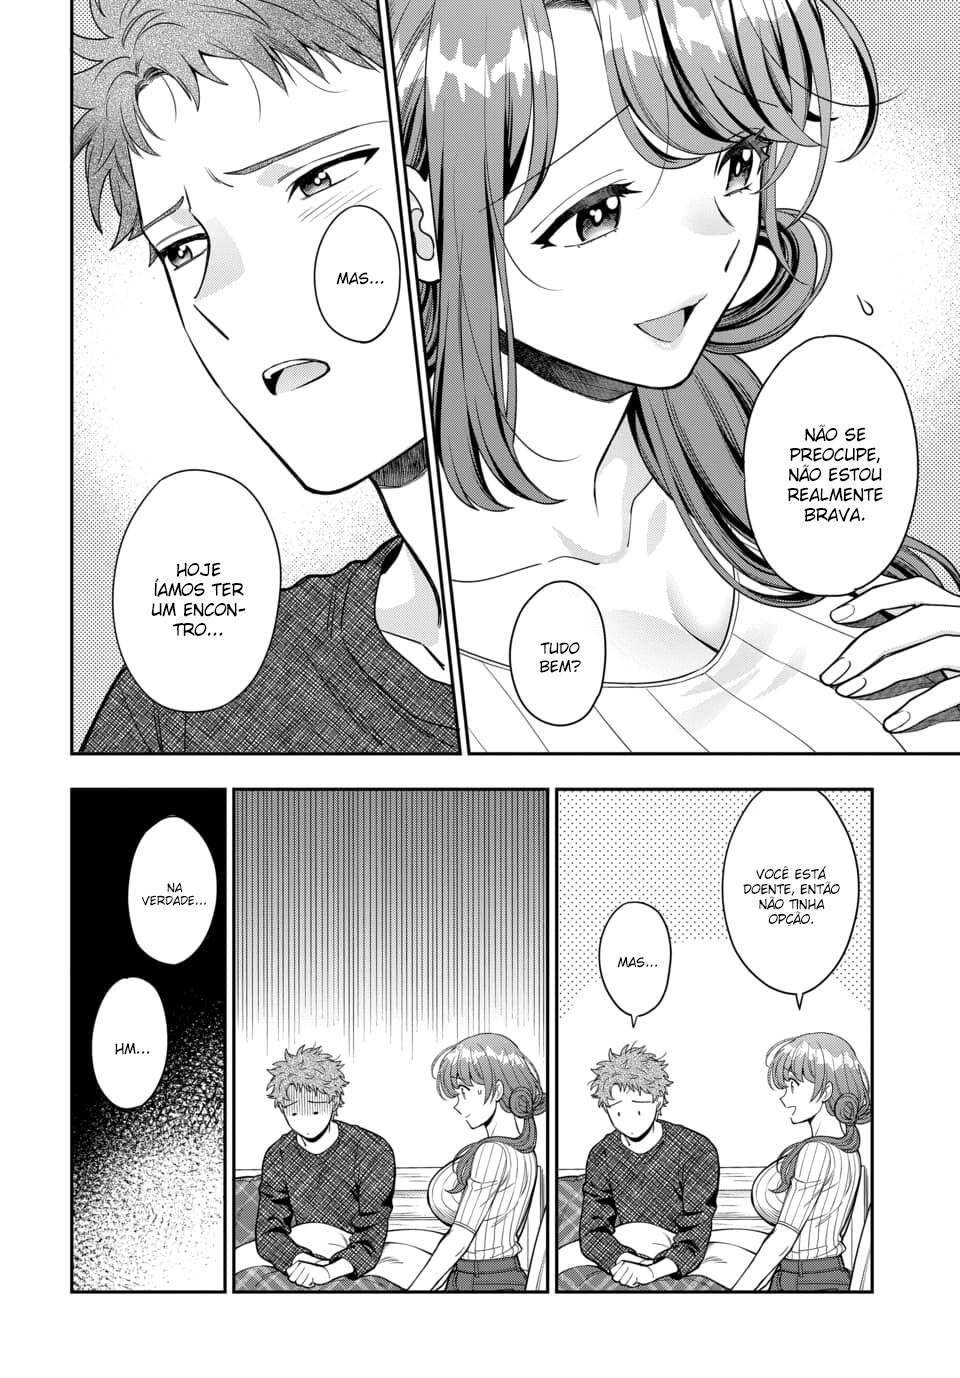 NÃO SE
PREOCUPE,
NÃO ESTOU
REALMENTE
BRAVA.
TUDO
BEM?
MAS...
HOJE
ÍAMOS TER
UM ENCON-
TRO...
VOCÊ ESTÁ
DOENTE, ENTÃO
NÃO TINHA
OPÇÃO.
MAS...
NA
VERDADE...
HM...